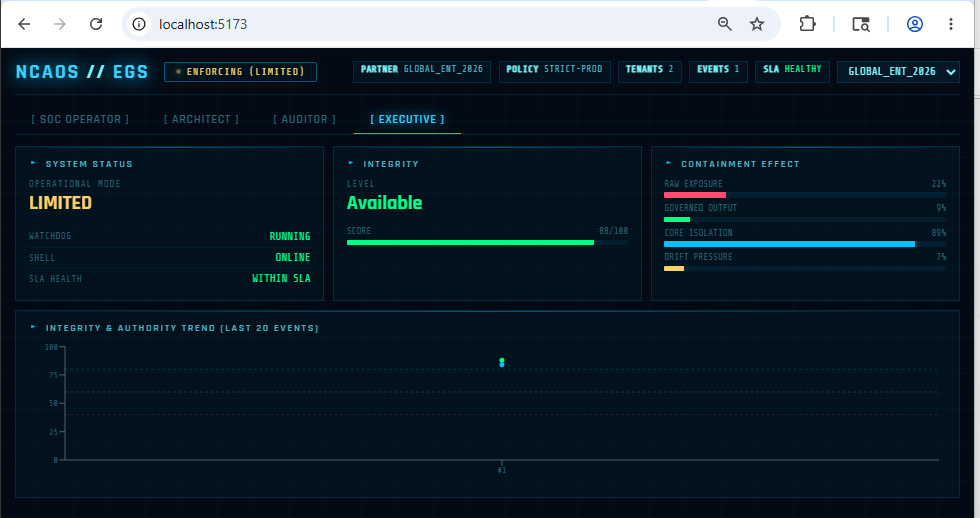 localhost:5173
NCAOS // EGS
ENFORCING (LIMITED)
PARTNER GLOBAL_ENT_2026
POLICY STRICT-PROD
TENANTS 2
EVENTS 1
SLA HEALTHY
GLOBAL_ENT_2026
[ SOC OPERATOR ]
[ ARCHITECT ]
[ AUDITOR ]
[ EXECUTIVE ]
SYSTEM STATUS
OPERATIONAL MODE
LIMITED
WATCHDOG RUNNING
SHELL ONLINE
SLA HEALTH WITHIN SLA
INTEGRITY
LEVEL
Available
SCORE 88/100
CONTAINMENT EFFECT
RAW EXPOSURE 22%
GOVERNED OUTPUT 9%
CORE ISOLATION 89%
DRIFT PRESSURE 7%
INTEGRITY & AUTHORITY TREND (LAST 20 EVENTS)
100
75
50
25
0
#1